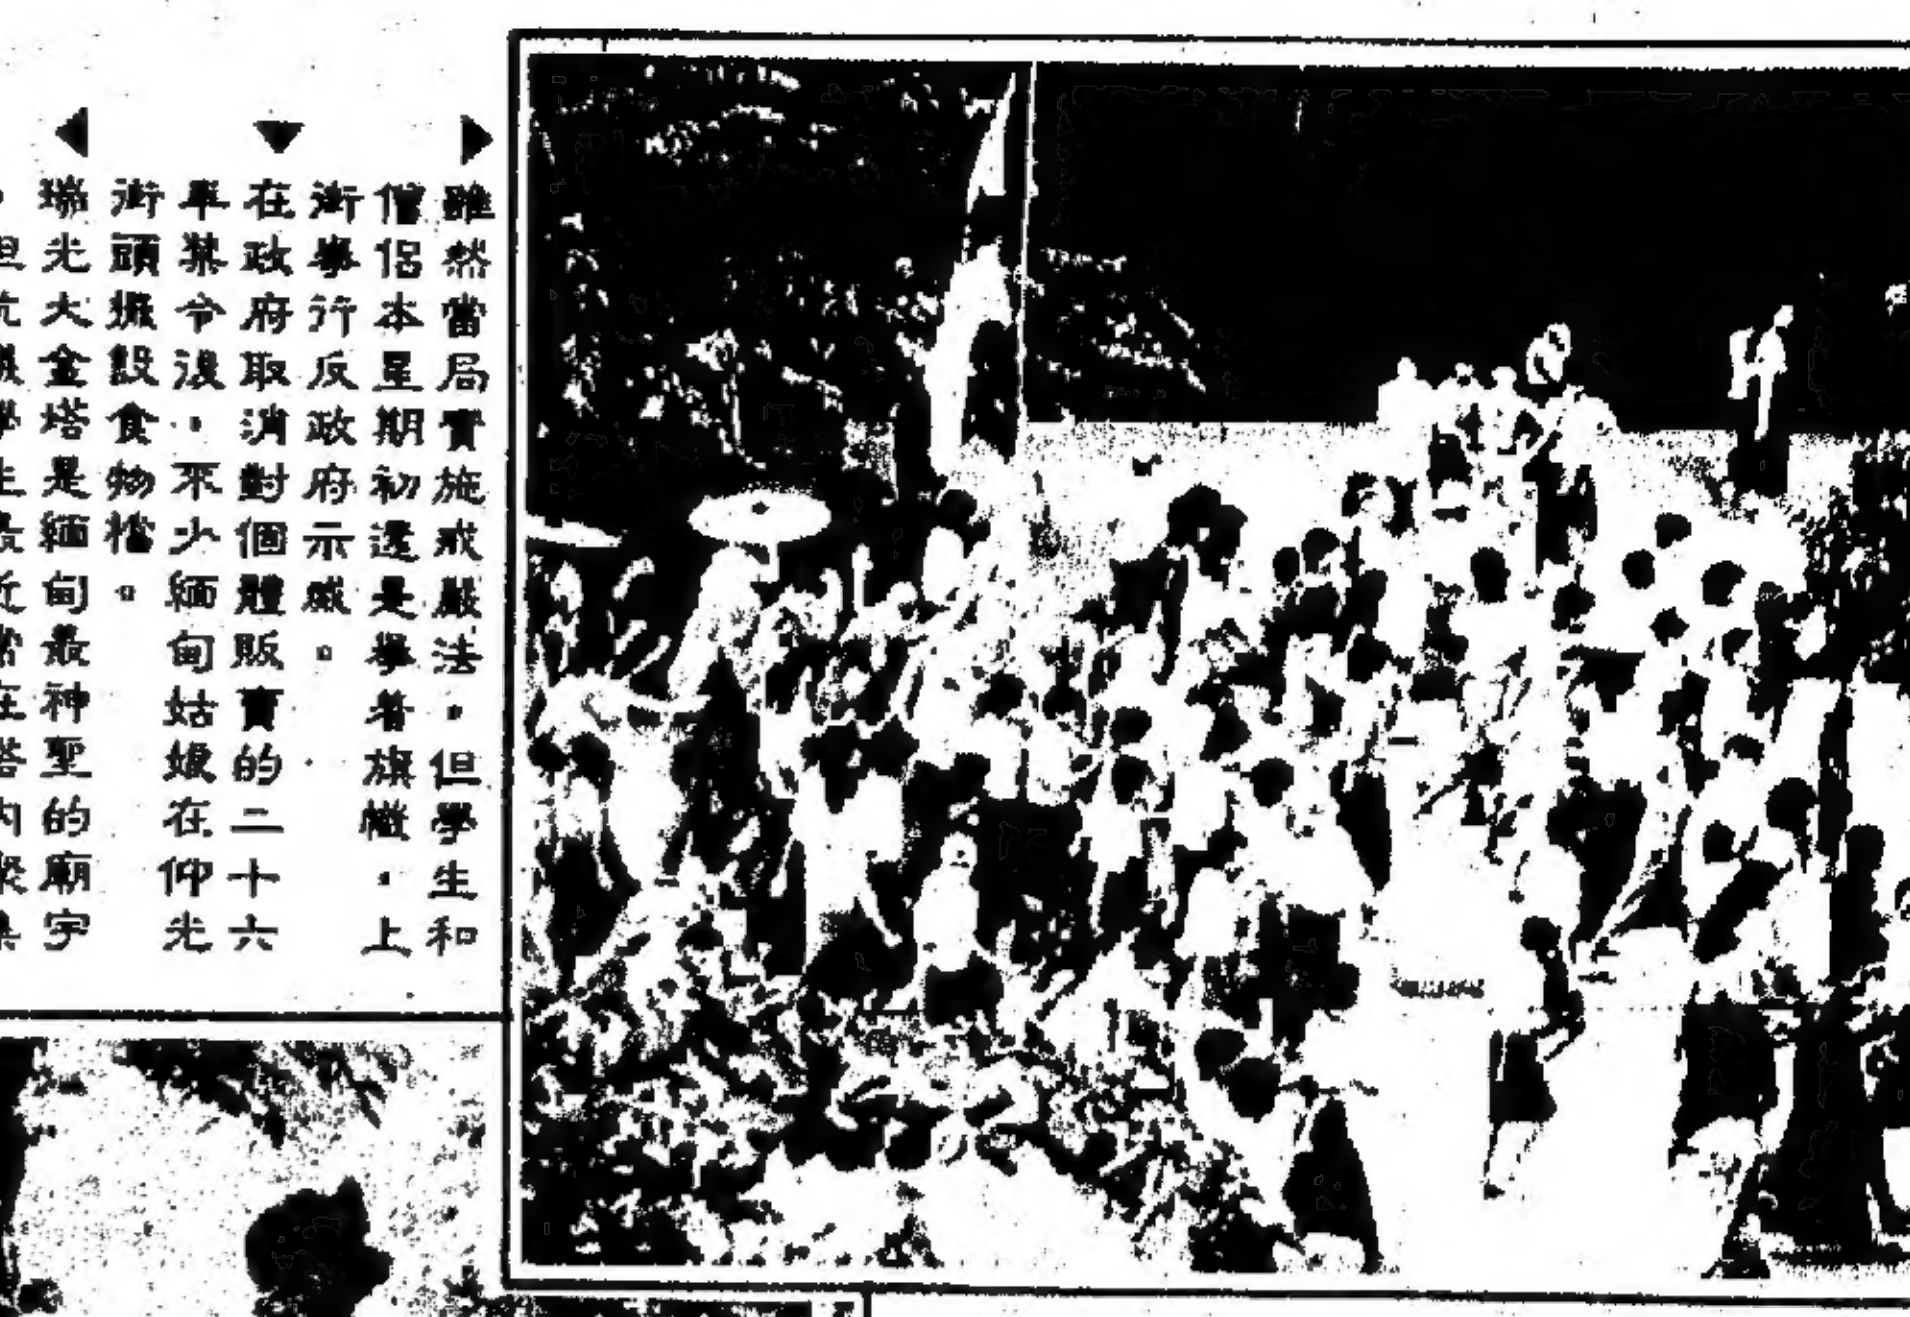 ▶雖然當局實施戒嚴法,但學生和
僧侶本星期初還是舉着旗幟,上
街舉行反政府示威。
▼在政府取消對個體販賣的二十六
年禁令後,不少緬甸姑娘在仰光
街頭擺設食物檔。
◀瑞光大金塔是緬甸最神聖的廟宇